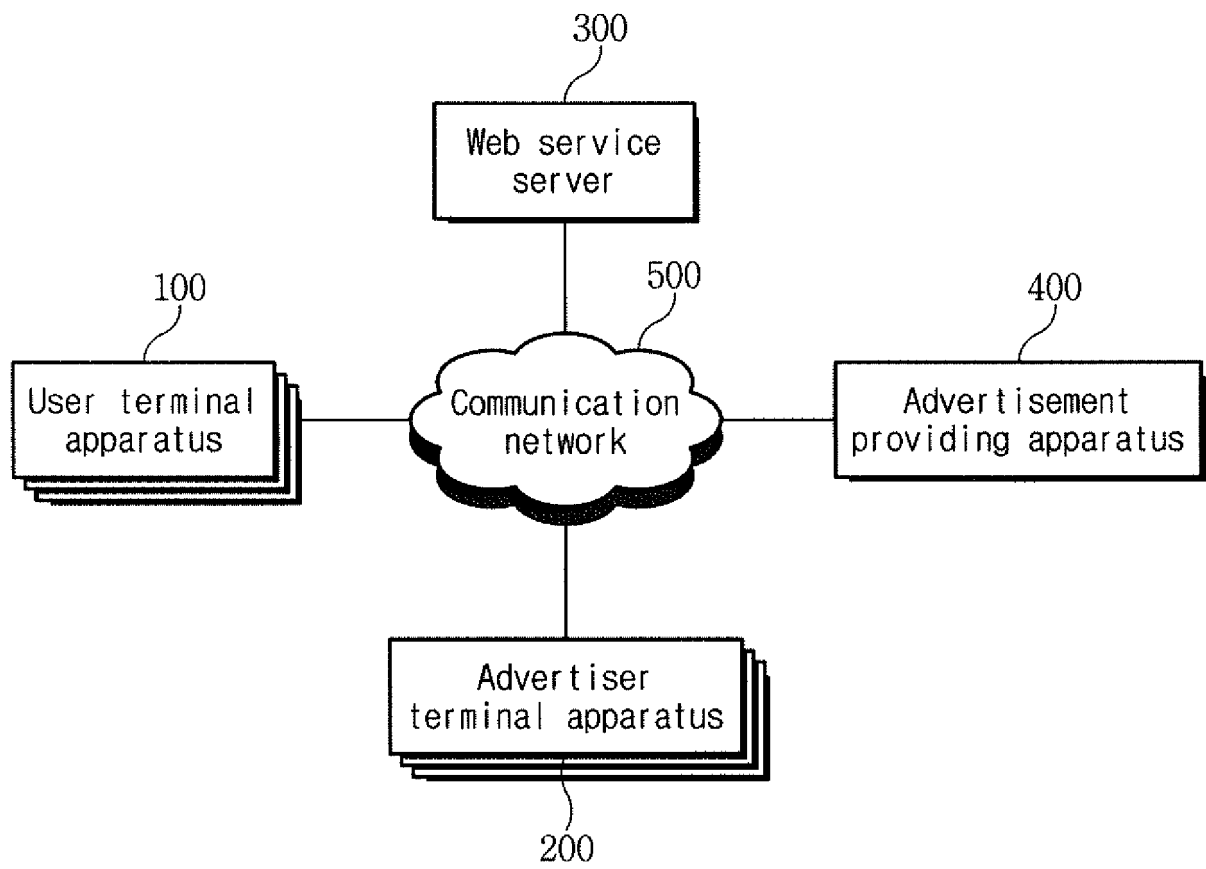 300
Web service
server
100
500
400
User terminal
apparatus
Communication
network
Advertisement
providing apparatus
Advertiser
terminal apparatus
200